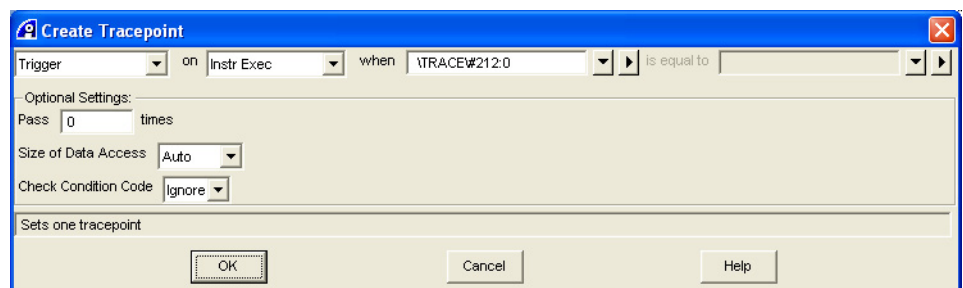 Create Tracepoint
Trigger on Instr Exec when \TRACE\#212:0 is equal to
Optional Settings:
Pass 0 times
Size of Data Access Auto
Check Condition Code Ignore
Sets one tracepoint
OK Cancel Help